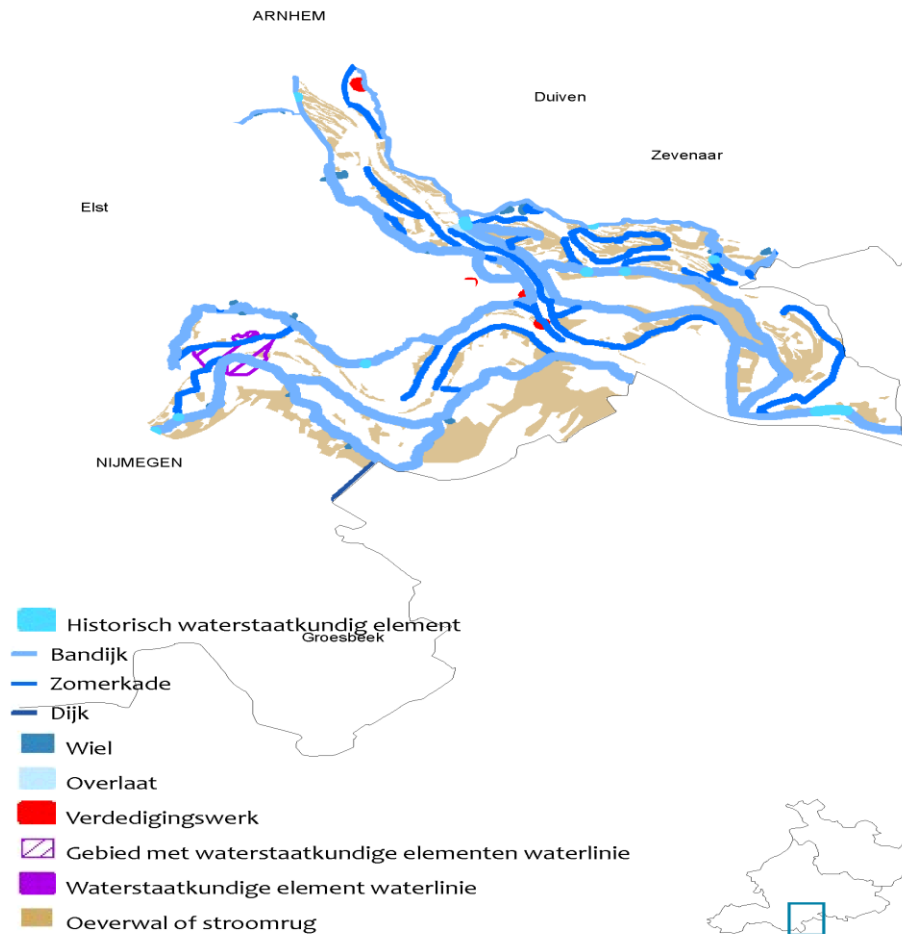 ARNHEM
Duiven
Zevenaar
Elst
NIJMEGEN
Historisch waterstaatkundig element
Groesbeek
Bandijk
Zomerkade
Dijk
Wiel
Overlaat
Verdedigingswerk
Gebied met waterstaatkundige elementen waterlinie
Waterstaatkundige element waterlinie
Oeverwal of stroomrug